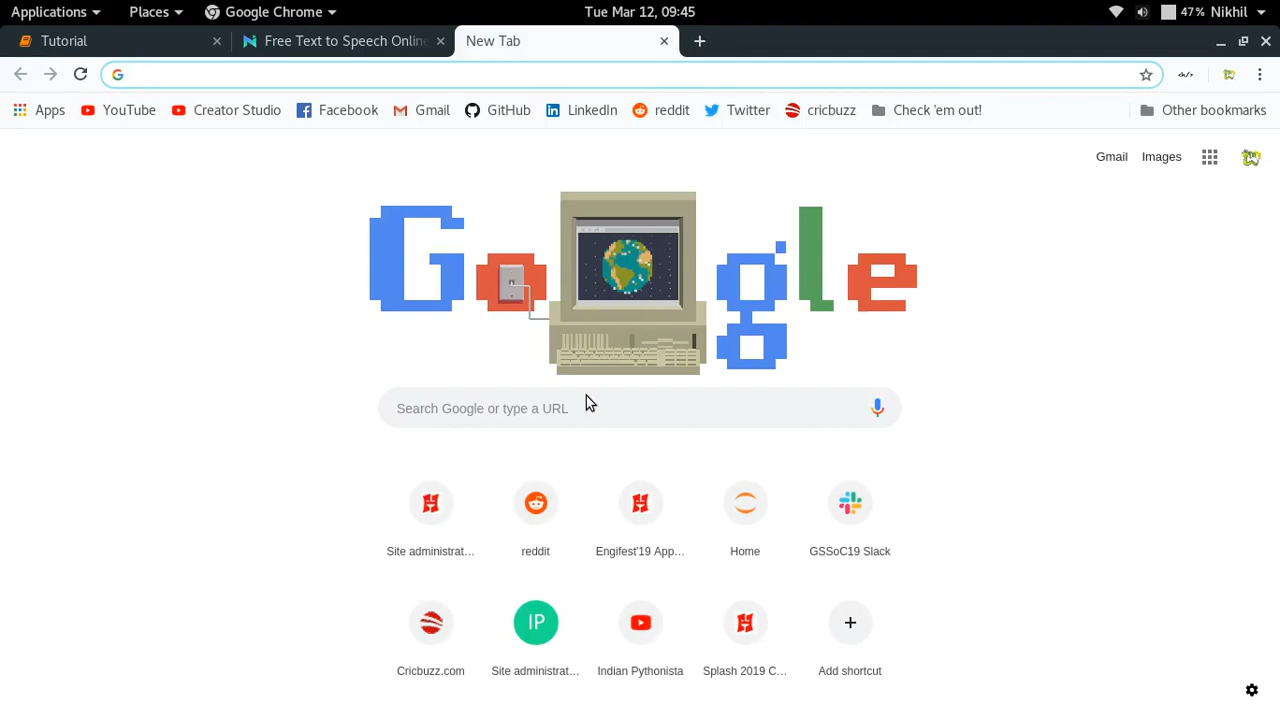 Applications Places Google Chrome Tue Mar 12, 09:45 47% Nikhil
Tutorial Free Text to Speech Online New Tab
Apps YouTube Creator Studio Facebook Gmail GitHub LinkedIn reddit Twitter cricbuzz Check 'em out! Other bookmarks
Gmail Images
Google
Search Google or type a URL
Site administrat... reddit Engifest'19 App... Home GSSoC19 Slack
IP
Cricbuzz.com Site administrat... Indian Pythonista Splash 2019 C... Add shortcut